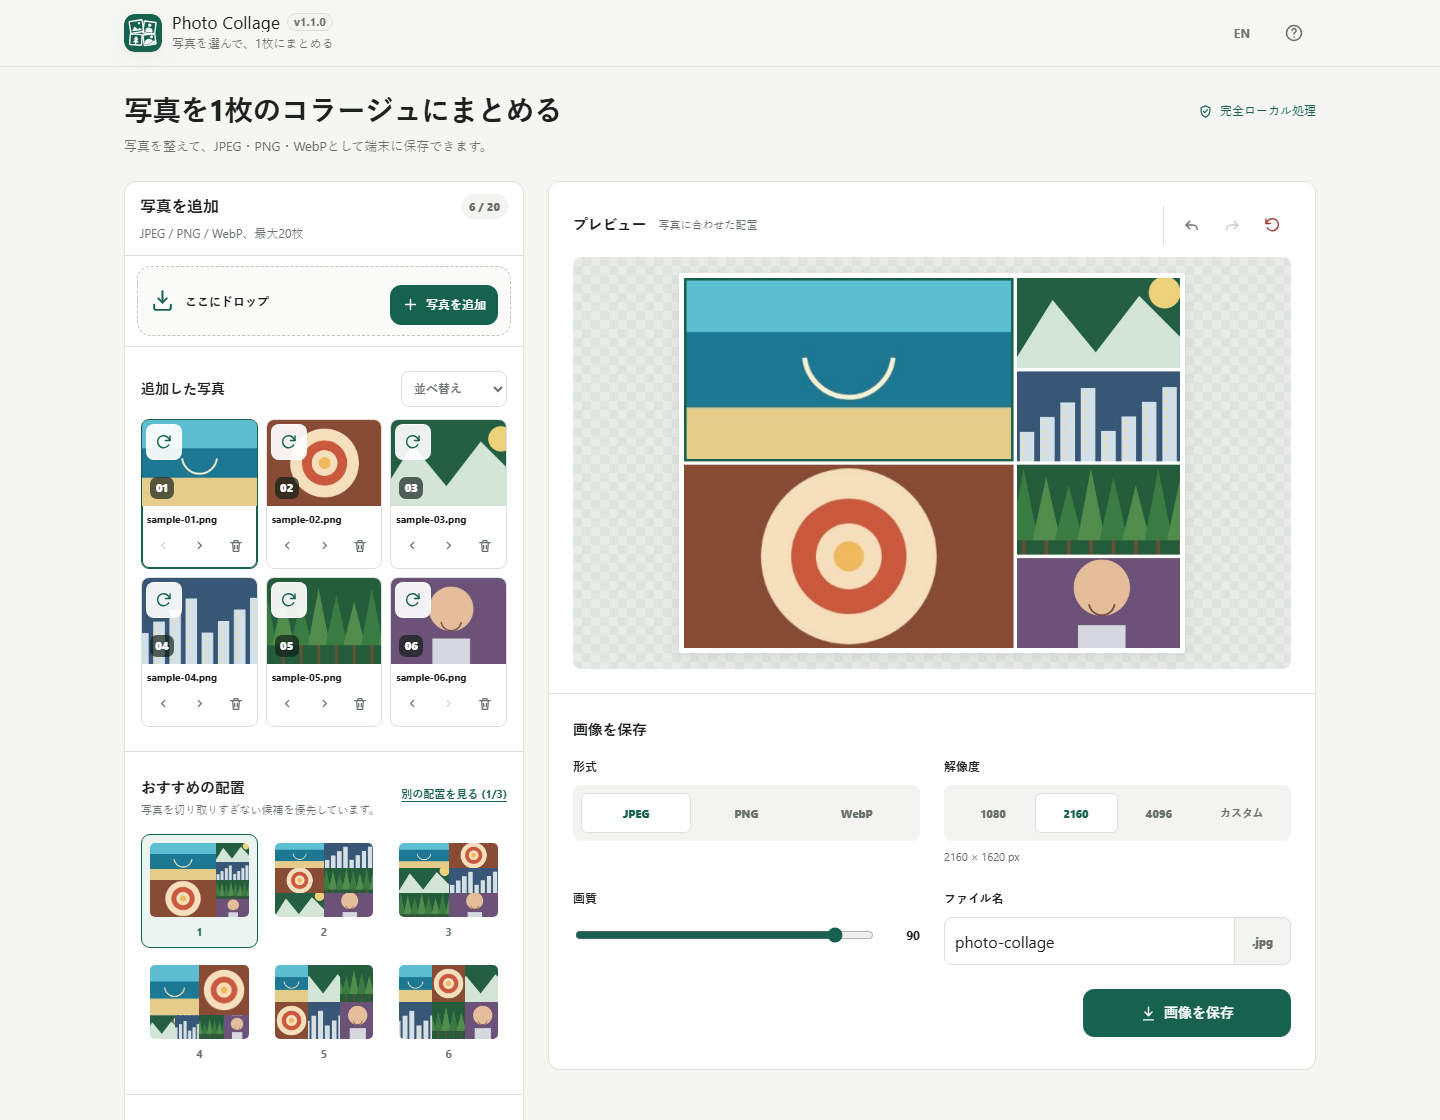 Photo Collage v1.1.0
写真を選んで、1枚にまとめる
EN
写真を1枚のコラージュにまとめる
写真を整えて、JPEG・PNG・WebPとして端末に保存できます。
完全ローカル処理
写真を追加
6 / 20
JPEG / PNG / WebP、最大20枚
ここにドロップ
写真を追加
追加した写真
並べ替え
01
02
03
sample-01.png
sample-02.png
sample-03.png
04
05
06
sample-04.png
sample-05.png
sample-06.png
おすすめの配置
別の配置を見る (1/3)
写真を切り取りすぎない候補を優先しています。
1
2
3
4
5
6
プレビュー 写真に合わせた配置
画像を保存
形式
JPEG
PNG
WebP
解像度
1080
2160
4096
カスタム
2160 × 1620 px
画質
90
ファイル名
photo-collage
.jpg
画像を保存